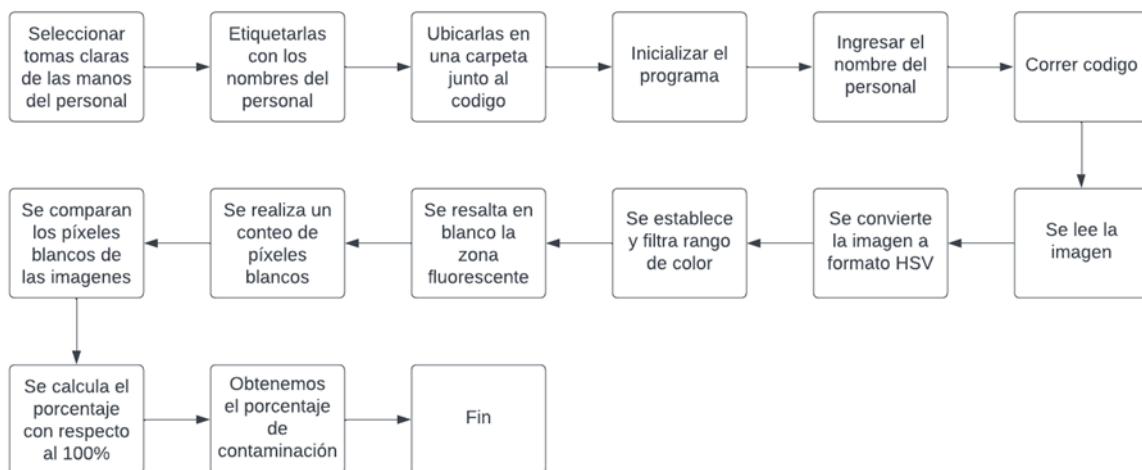 Seleccionar
tomas claras
de las manos
del personal
Etiquetarlas
con los
nombres del
personal
Ubicarlas en
una carpeta
junto al
codigo
Inicializar el
programa
Ingresar el
nombre del
personal
Correr codigo
Se lee la
imagen
Se convierte
la imagen a
formato HSV
Se establece
y filtra rango
de color
Se resalta en
blanco la
zona
fluorescente
Se realiza un
conteo de
píxeles
blancos
Se comparan
los píxeles
blancos de
las imagenes
Se calcula el
porcentaje
con respecto
al 100%
Obtenemos
el porcentaje
de
contaminación
Fin